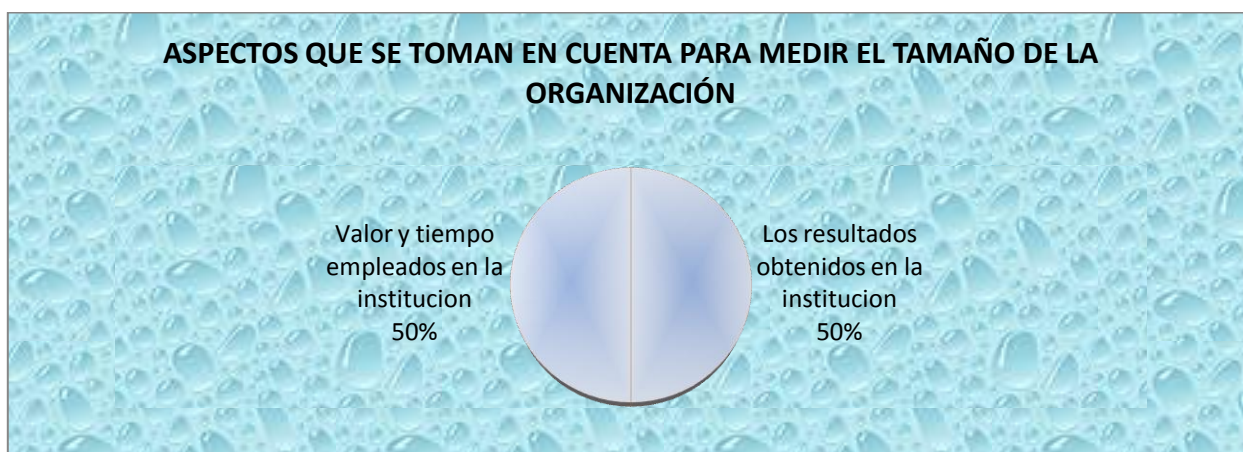 ASPECTOS QUE SE TOMAN EN CUENTA PARA MEDIR EL TAMAÑO DE LA
ORGANIZACIÓN
Valor y tiempo
empleados en la
institucion
50%
Los resultados
obtenidos en la
institucion
50%